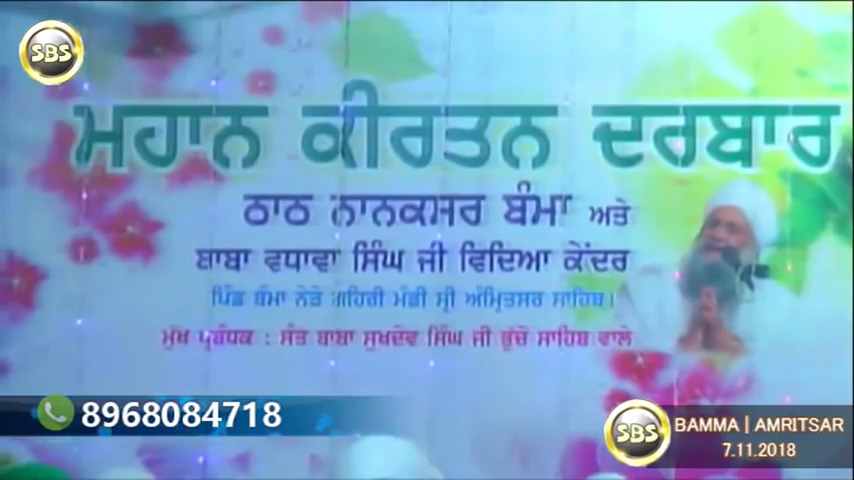 SBS
ਮਹਾਨ ਕੀਰਤਨ ਦਰਬਾਰ
ਠਾਠ ਨਾਨਕਸਰ ਬੰਮਾ ਅਤੇ
ਬਾਬਾ ਵਧਾਵਾ ਸਿੰਘ ਜੀ ਵਿਦਿਆ ਕੇਂਦਰ
ਪਿੰਡ ਬੰਮਾ ਨੇੜੇ ਗਹਿਰੀ ਮੰਡੀ ਸ੍ਰੀ ਅੰਮ੍ਰਿਤਸਰ ਸਾਹਿਬ।
ਮੁੱਖ ਪ੍ਰਬੰਧਕ : ਸੰਤ ਬਾਬਾ ਸੁਖਦੇਵ ਸਿੰਘ ਜੀ ਭੁੱਚੋ ਸਾਹਿਬ ਵਾਲੇ
8968084718
SBS
BAMMA | AMRITSAR
7.11.2018